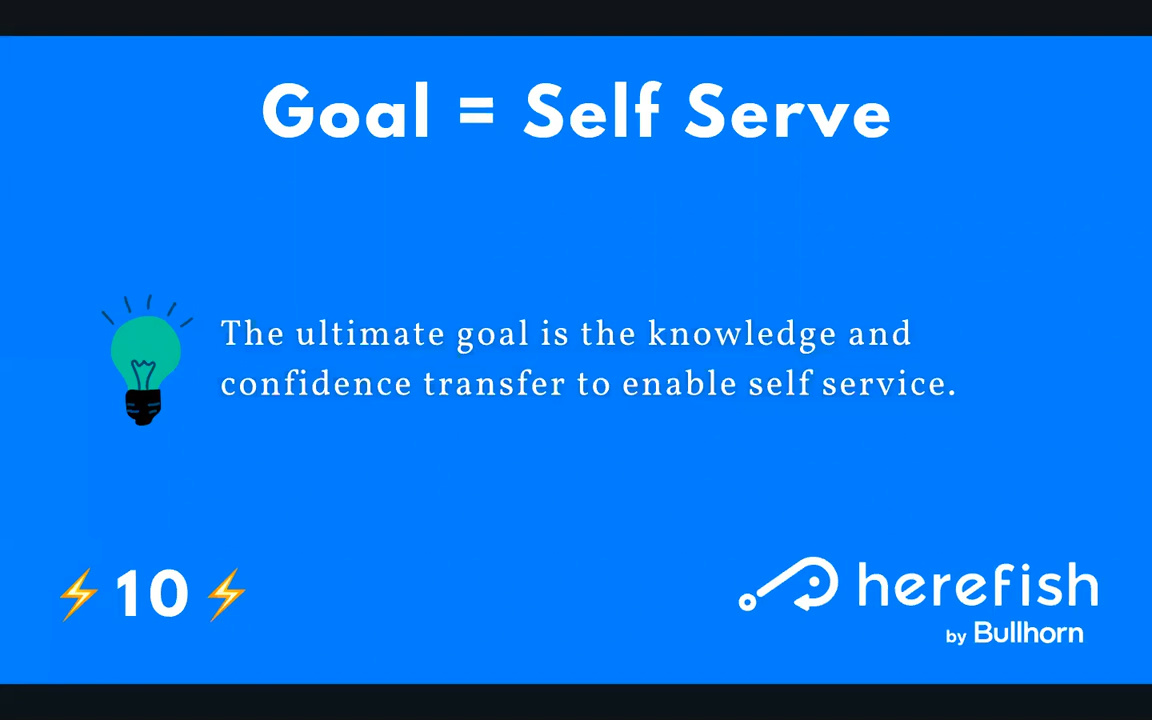 Goal = Self Serve
The ultimate goal is the knowledge and
confidence transfer to enable self service.
⚡10⚡
herefish
by Bullhorn